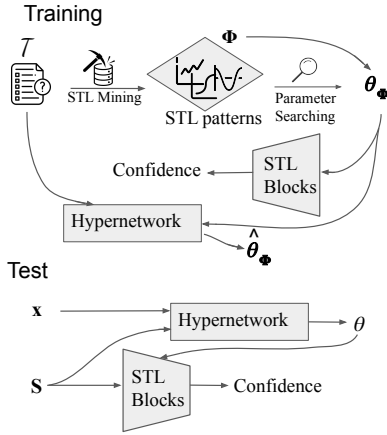 Training
𝒯
Φ
?
STL Mining
STL patterns
Parameter
Searching
θ_Φ
Confidence
STL
Blocks
Hypernetwork
θ̂_Φ
Test
x
Hypernetwork
θ
S
STL
Blocks
Confidence